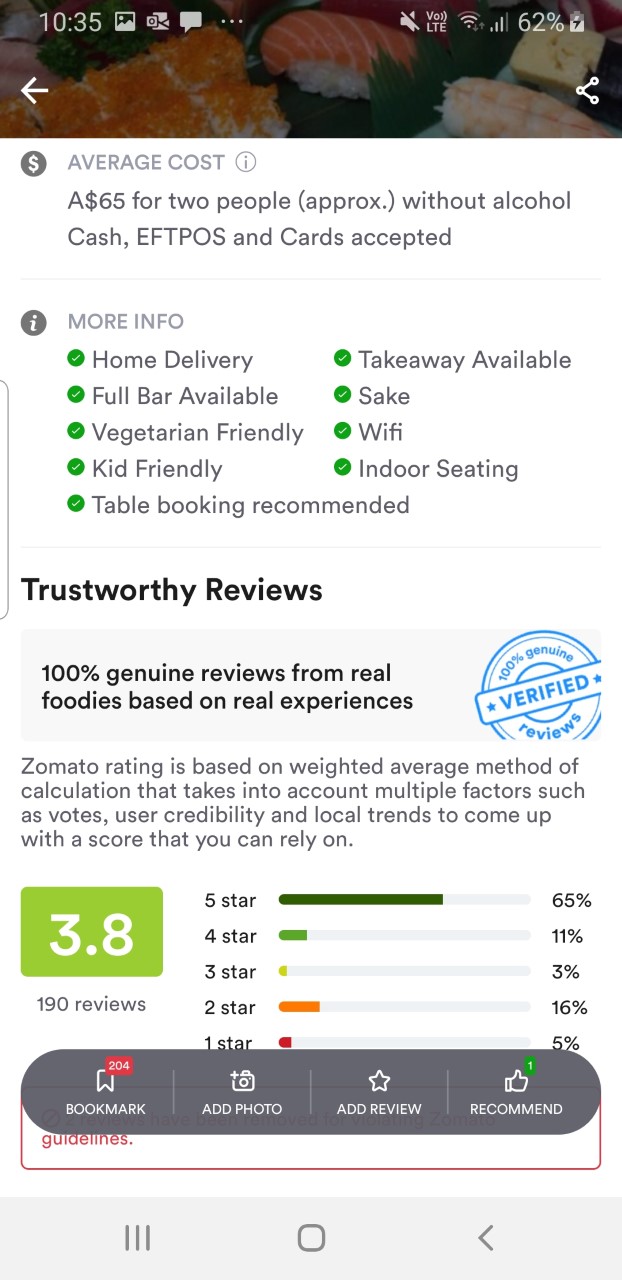 10:35 ... Vo)) LTE 62%
$ AVERAGE COST i
A$65 for two people (approx.) without alcohol
Cash, EFTPOS and Cards accepted
i MORE INFO
Home Delivery Takeaway Available
Full Bar Available Sake
Vegetarian Friendly Wifi
Kid Friendly Indoor Seating
Table booking recommended
Trustworthy Reviews
100% genuine reviews from real
foodies based on real experiences
100% genuine
VERIFIED
reviews
Zomato rating is based on weighted average method of
calculation that takes into account multiple factors such
as votes, user credibility and local trends to come up
with a score that you can rely on.
3.8
190 reviews
5 star 65%
4 star 11%
3 star 3%
2 star 16%
1 star 5%
204 1
BOOKMARK ADD PHOTO ADD REVIEW RECOMMEND
2 reviews have been removed for violating Zomato
guidelines.